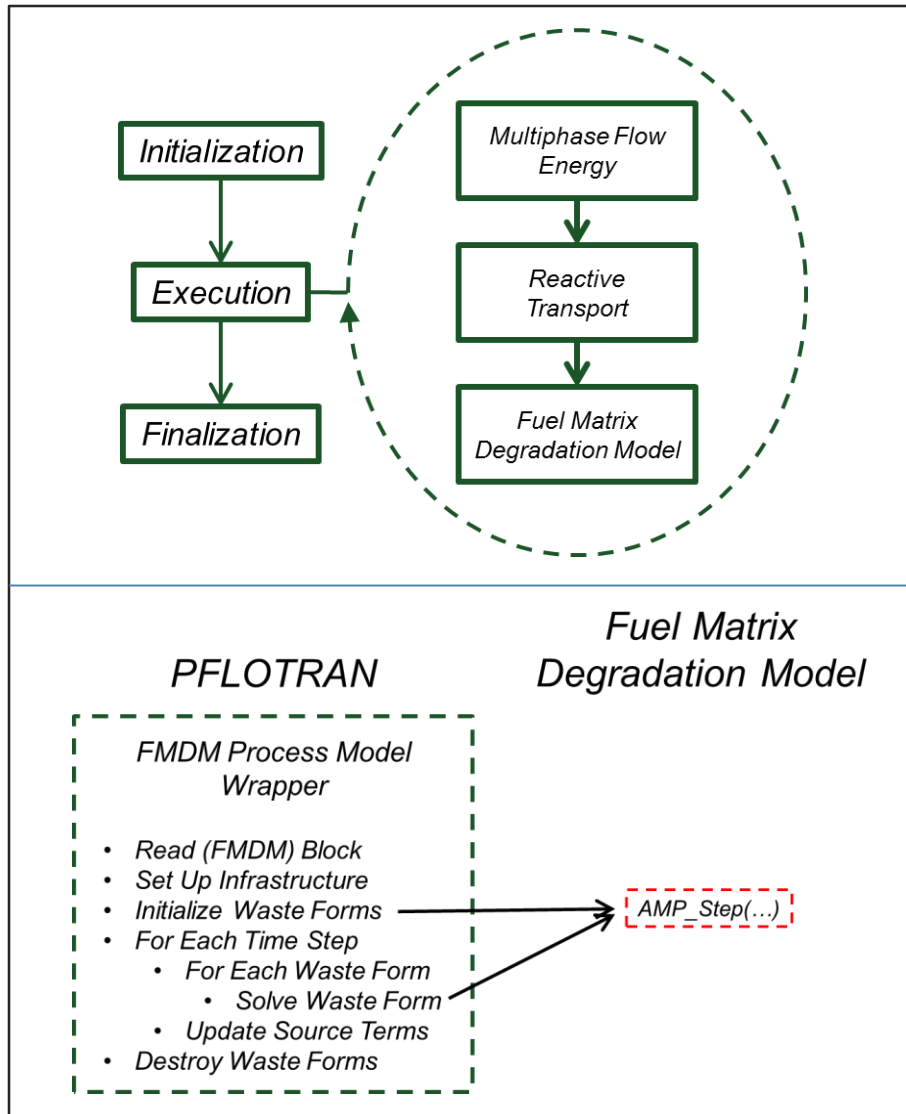 Initialization
Execution
Finalization
Multiphase Flow
Energy
Reactive
Transport
Fuel Matrix
Degradation Model
PFLOTRAN
Fuel Matrix
Degradation Model
FMDM Process Model
Wrapper
• Read (FMDM) Block
• Set Up Infrastructure
• Initialize Waste Forms
• For Each Time Step
• For Each Waste Form
• Solve Waste Form
• Update Source Terms
• Destroy Waste Forms
AMP_Step(…)